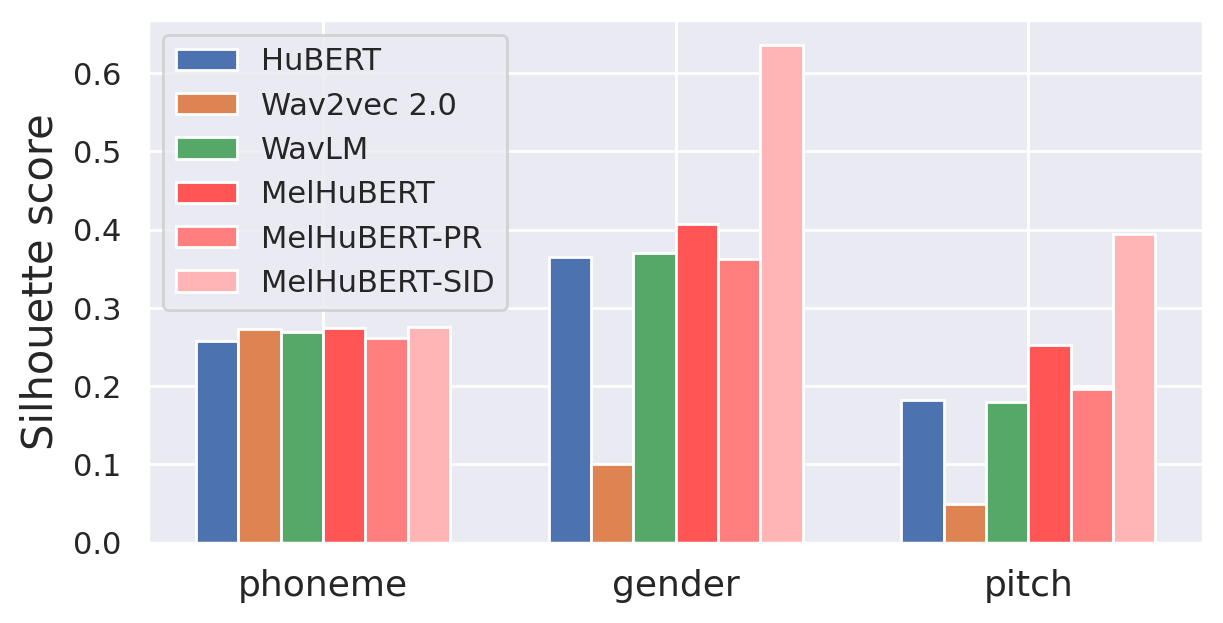 Silhouette score
0.6
0.5
0.4
0.3
0.2
0.1
0.0
HuBERT
Wav2vec 2.0
WavLM
MelHuBERT
MelHuBERT-PR
MelHuBERT-SID
phoneme
gender
pitch